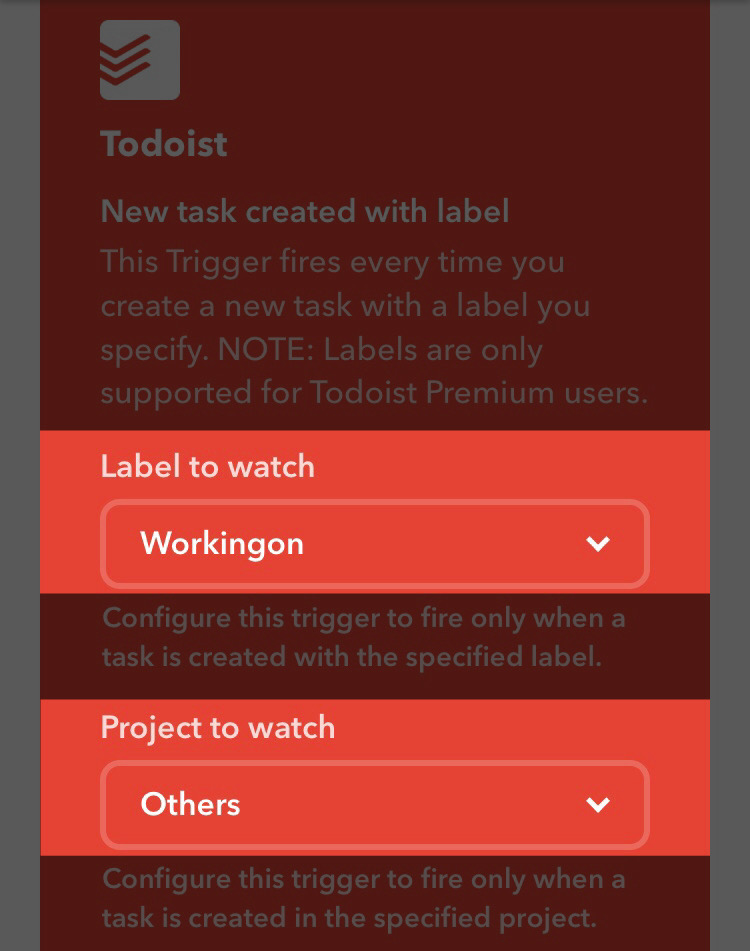 Todoist
New task created with label
This Trigger fires every time you
create a new task with a label you
specify. NOTE: Labels are only
supported for Todoist Premium users.
Label to watch
Workingon
Configure this trigger to fire only when a
task is created with the specified label.
Project to watch
Others
Configure this trigger to fire only when a
task is created in the specified project.